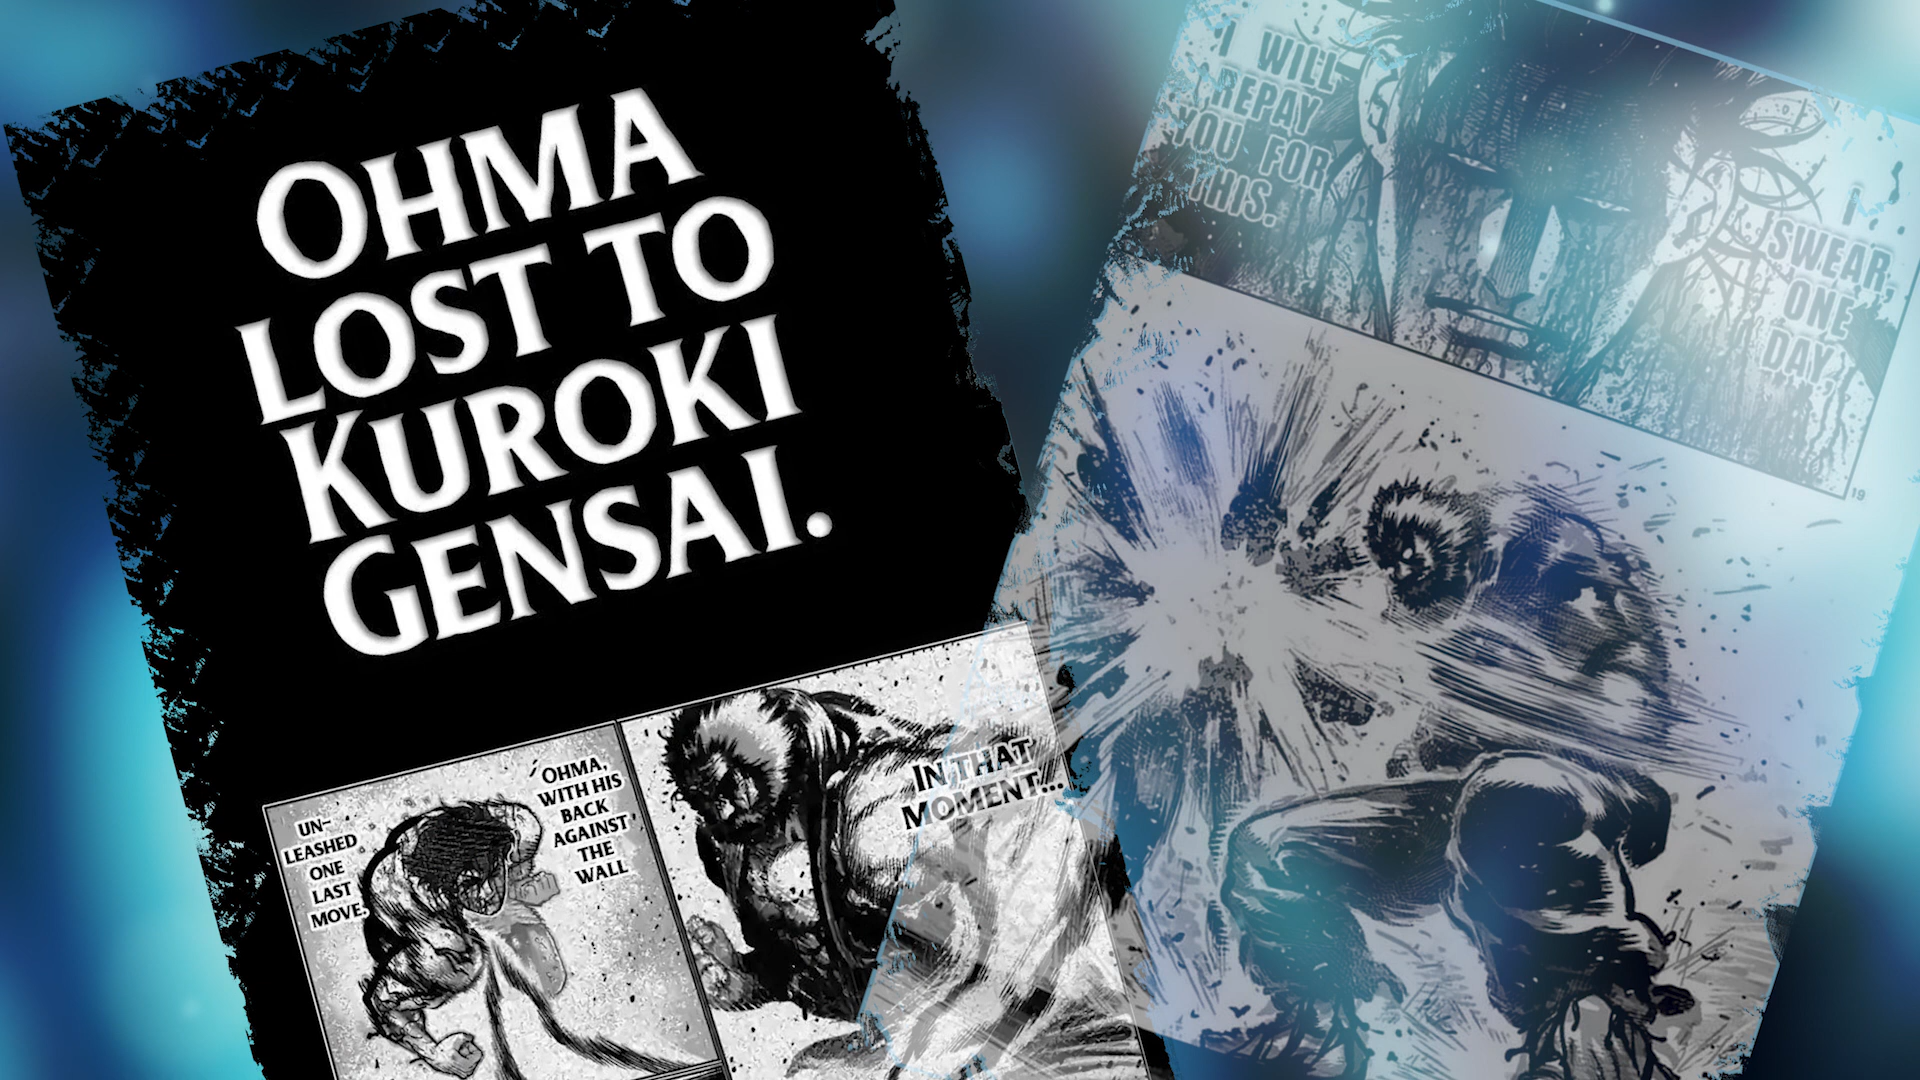 OHMA
LOST TO
KUROKI
GENSAI.
OHMA,
WITH HIS
BACK
AGAINST
THE
WALL
UN-
LEASHED
ONE
LAST
MOVE.
IN THAT
MOMENT...
I WILL
REPAY
YOU FOR
THIS.
I
SWEAR,
ONE
DAY,
19